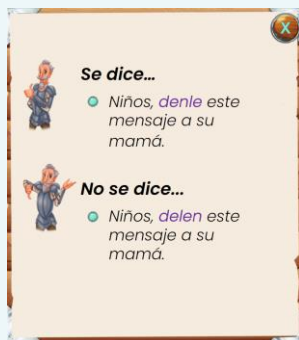 X
Se dice...
Niños, denle este
mensaje a su
mamá.
No se dice...
Niños, delen este
mensaje a su
mamá.